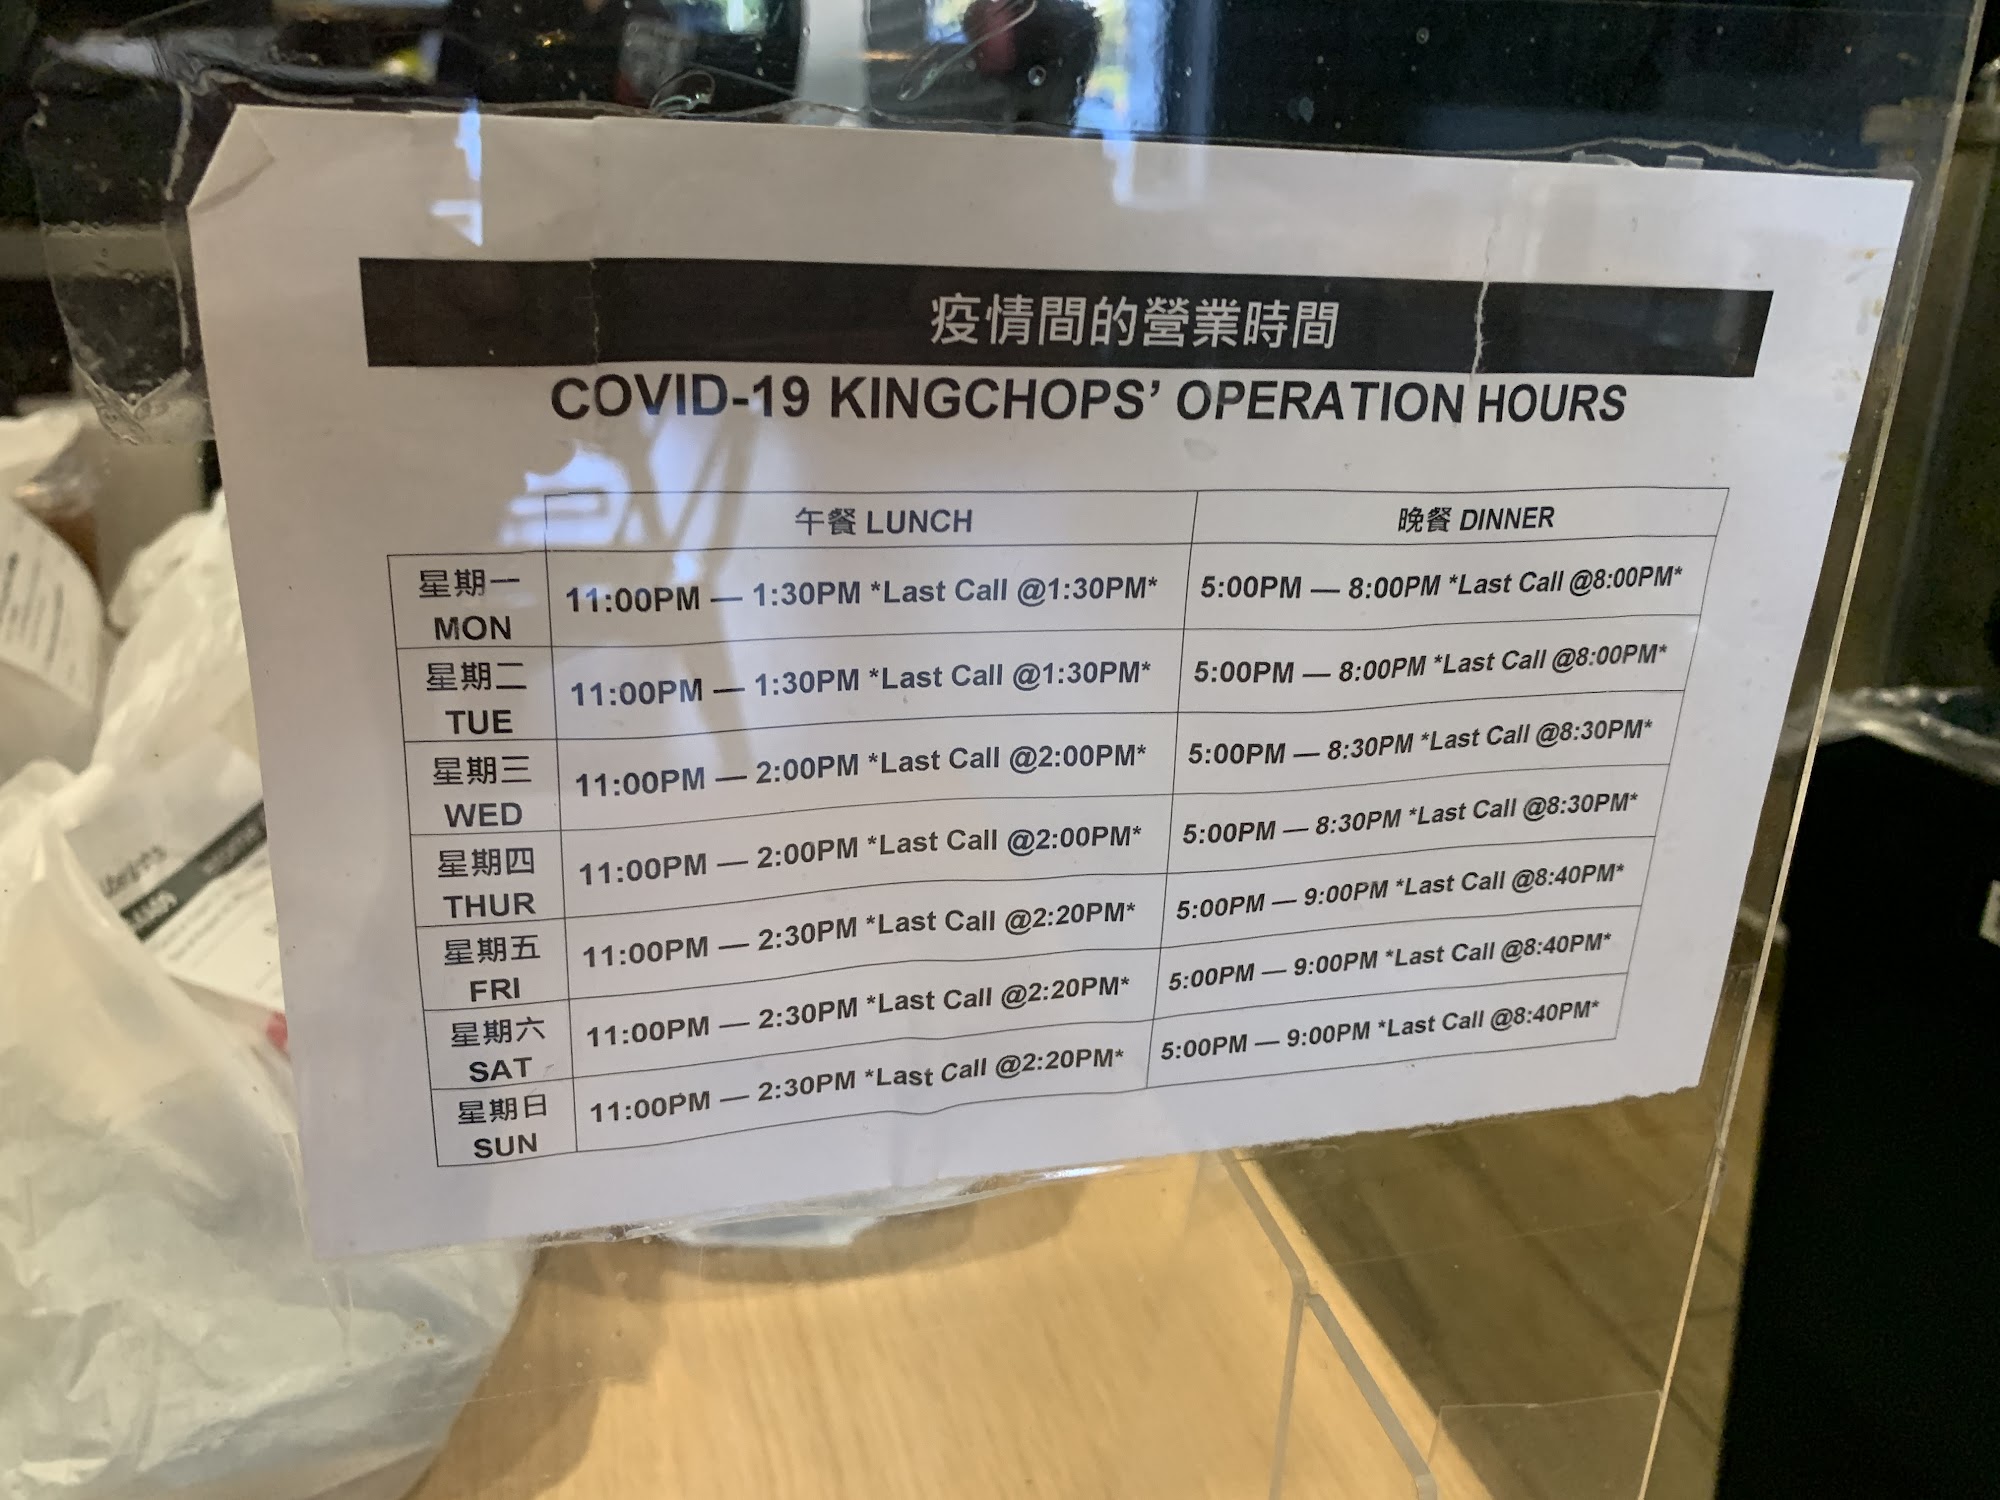 疫情間的營業時間
COVID-19 KINGCHOPS’ OPERATION HOURS
午餐 LUNCH 晚餐 DINNER
星期一 MON 11:00PM — 1:30PM *Last Call @1:30PM* 5:00PM — 8:00PM *Last Call @8:00PM*
星期二 TUE 11:00PM — 1:30PM *Last Call @1:30PM* 5:00PM — 8:00PM *Last Call @8:00PM*
星期三 WED 11:00PM — 2:00PM *Last Call @2:00PM* 5:00PM — 8:30PM *Last Call @8:30PM*
星期四 THUR 11:00PM — 2:00PM *Last Call @2:00PM* 5:00PM — 8:30PM *Last Call @8:30PM*
星期五 FRI 11:00PM — 2:30PM *Last Call @2:20PM* 5:00PM — 9:00PM *Last Call @8:40PM*
星期六 SAT 11:00PM — 2:30PM *Last Call @2:20PM* 5:00PM — 9:00PM *Last Call @8:40PM*
星期日 SUN 11:00PM — 2:30PM *Last Call @2:20PM* 5:00PM — 9:00PM *Last Call @8:40PM*